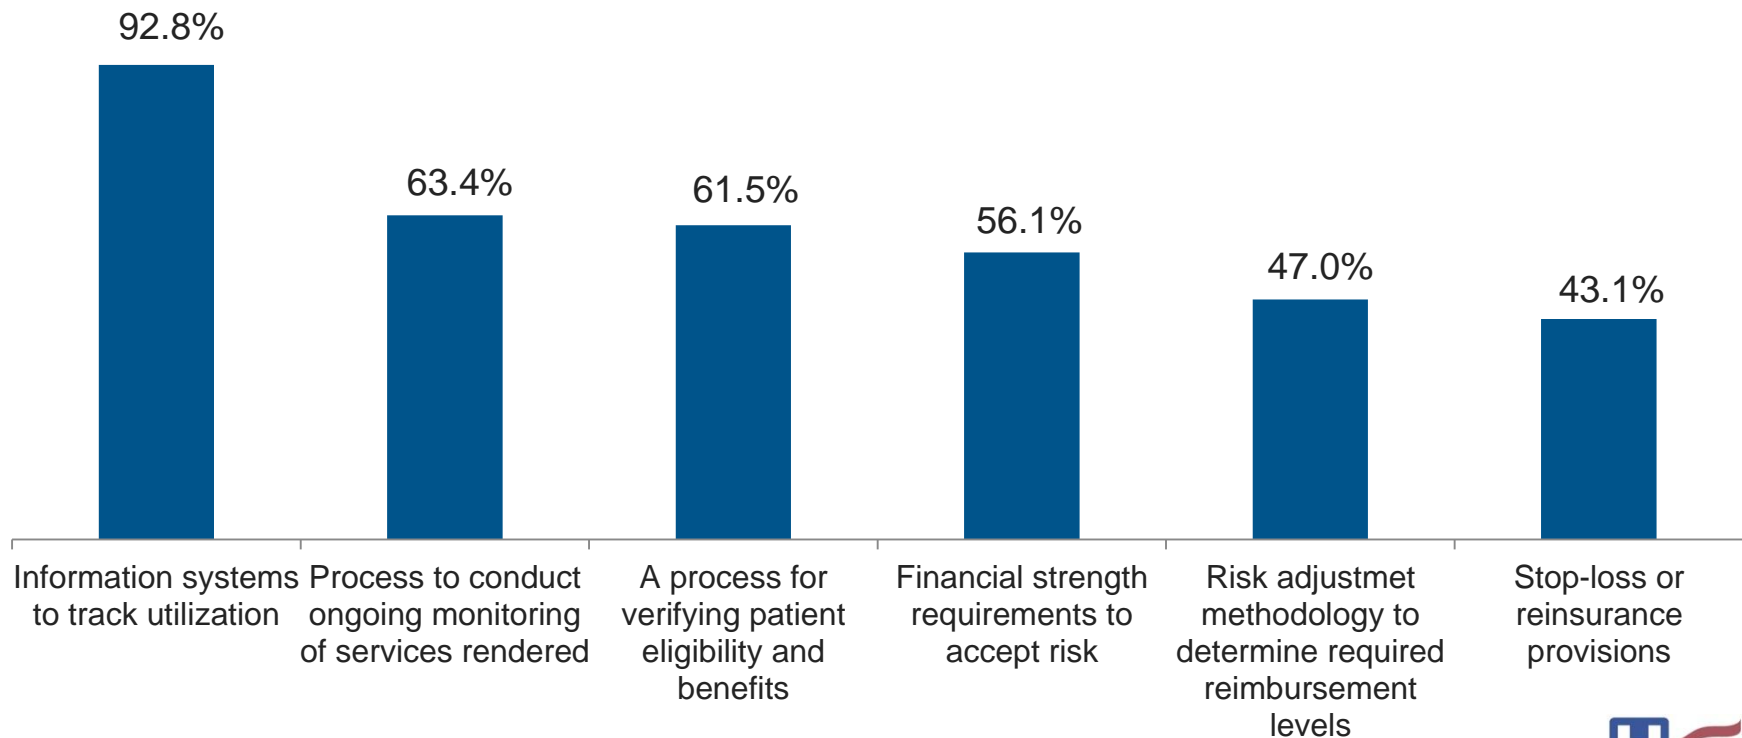 92.8%
63.4%
61.5%
56.1%
47.0%
43.1%
Information systems
to track utilization
Process to conduct
ongoing monitoring
of services rendered
A process for
verifying patient
eligibility and
benefits
Financial strength
requirements to
accept risk
Risk adjustmet
methodology to
determine required
reimbursement
levels
Stop-loss or
reinsurance
provisions